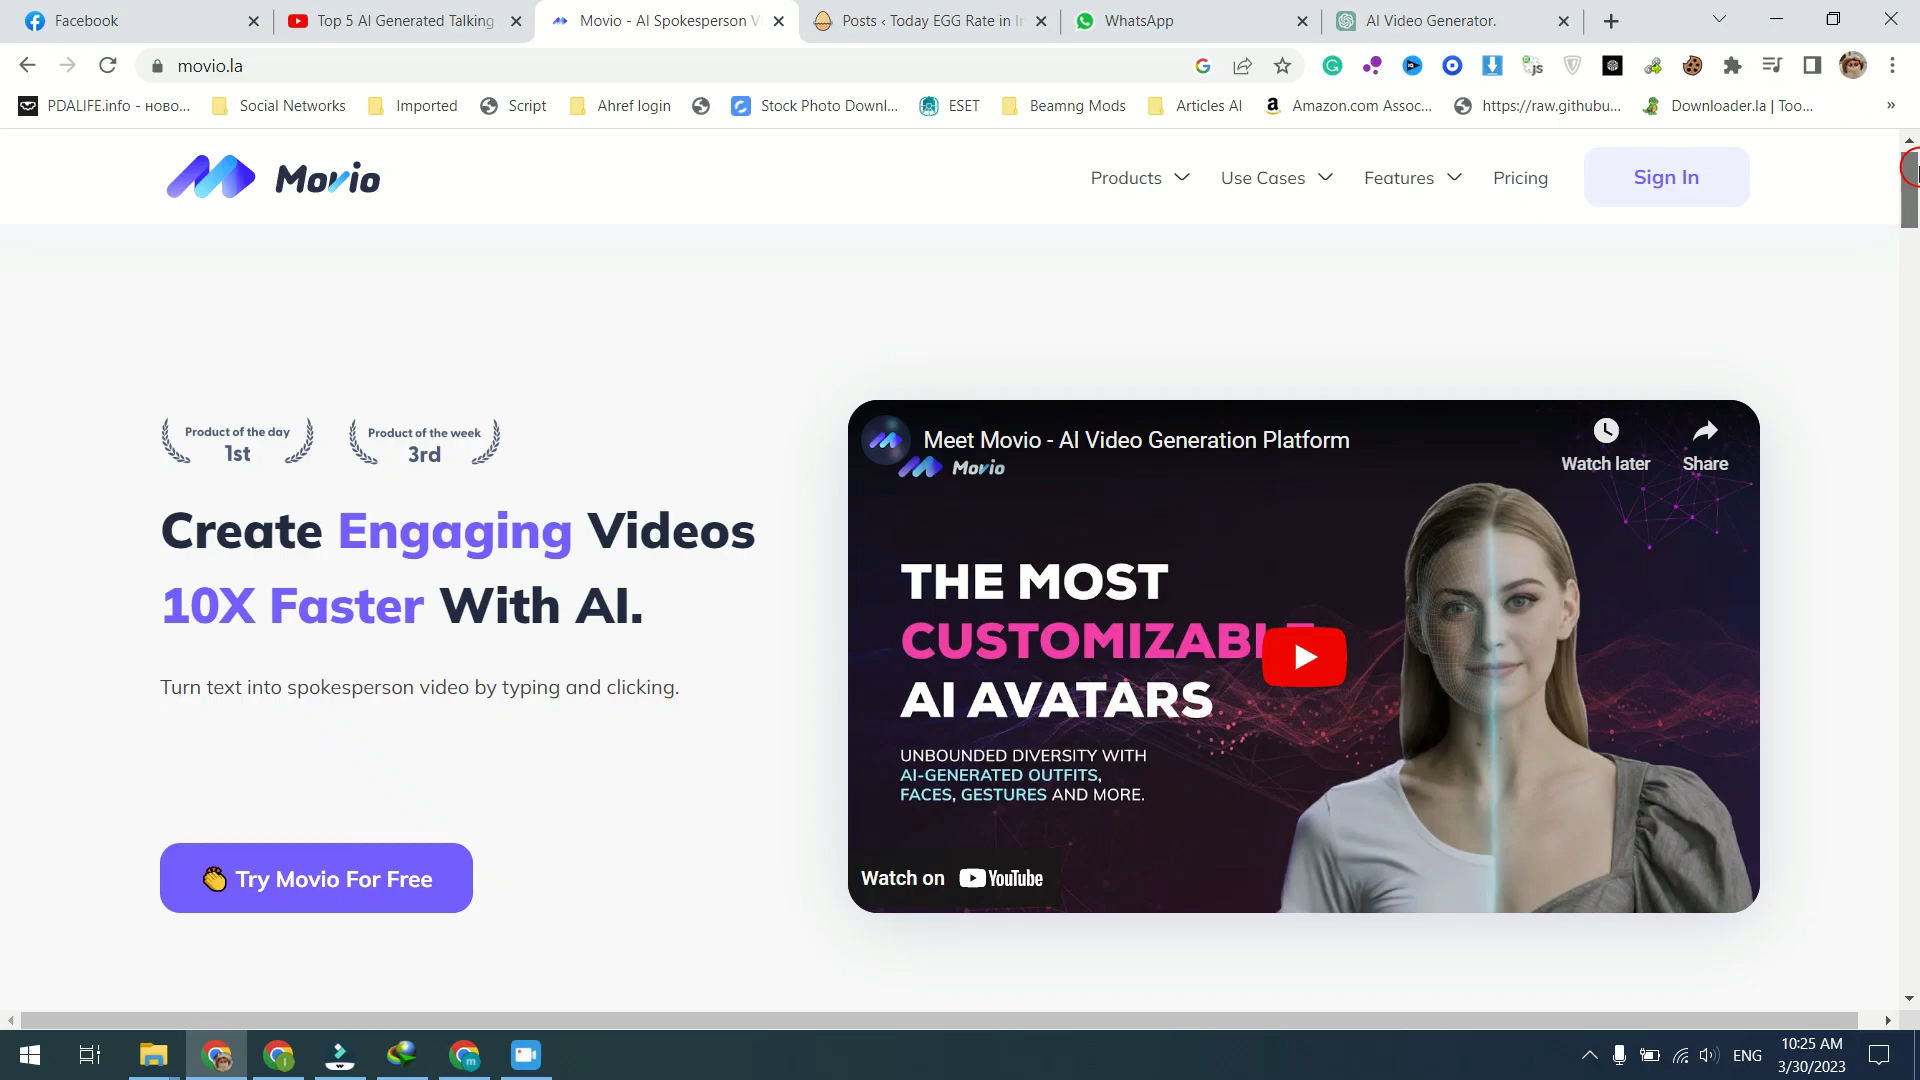 Facebook
Top 5 AI Generated Talking
Movio - AI Spokesperson V
Posts ‹ Today EGG Rate in I
WhatsApp
AI Video Generator.
movio.la
PDALIFE.info - ново...
Social Networks
Imported
Script
Ahref login
Stock Photo Downl...
ESET
Beamng Mods
Articles AI
Amazon.com Assoc...
https://raw.githubu...
Downloader.la | Too...
»
Movio
Products
Use Cases
Features
Pricing
Sign In
Product of the day
1st
Product of the week
3rd
Create Engaging Videos
10X Faster With AI.
Turn text into spokesperson video by typing and clicking.
Try Movio For Free
Meet Movio - AI Video Generation Platform
Movio
Watch later
Share
THE MOST
CUSTOMIZABLE
AI AVATARS
UNBOUNDED DIVERSITY WITH
AI-GENERATED OUTFITS,
FACES, GESTURES AND MORE.
Watch on YouTube
ENG
10:25 AM
3/30/2023